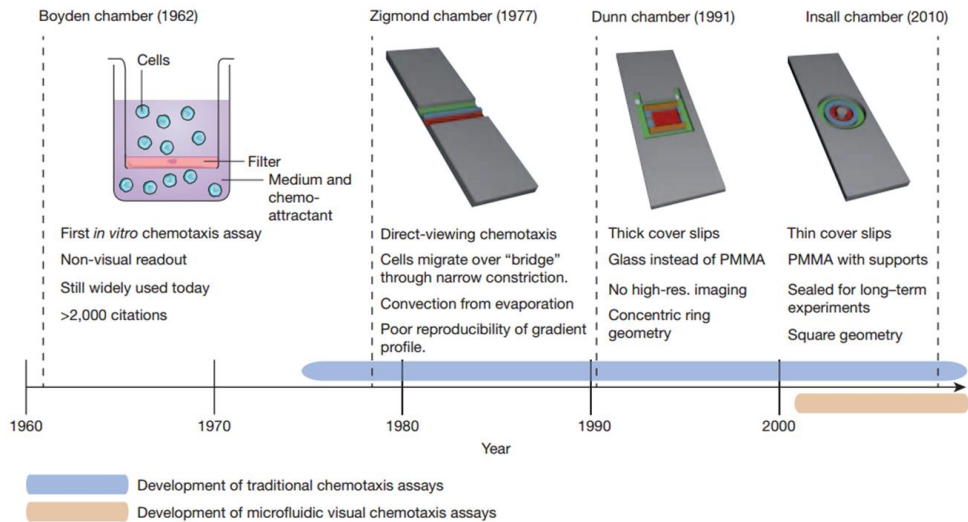 Boyden chamber (1962)
Zigmond chamber (1977)
Dunn chamber (1991)
Insall chamber (2010)
Cells
Filter
Medium and
chemo-
attractant
First in vitro chemotaxis assay
Non-visual readout
Still widely used today
>2,000 citations
Direct-viewing chemotaxis
Cells migrate over “bridge”
through narrow constriction.
Convection from evaporation
Poor reproducibility of gradient
profile.
Thick cover slips
Glass instead of PMMA
No high-res. imaging
Concentric ring
geometry
Thin cover slips
PMMA with supports
Sealed for long–term
experiments
Square geometry
1960
1970
1980
1990
2000
Year
Development of traditional chemotaxis assays
Development of microfluidic visual chemotaxis assays